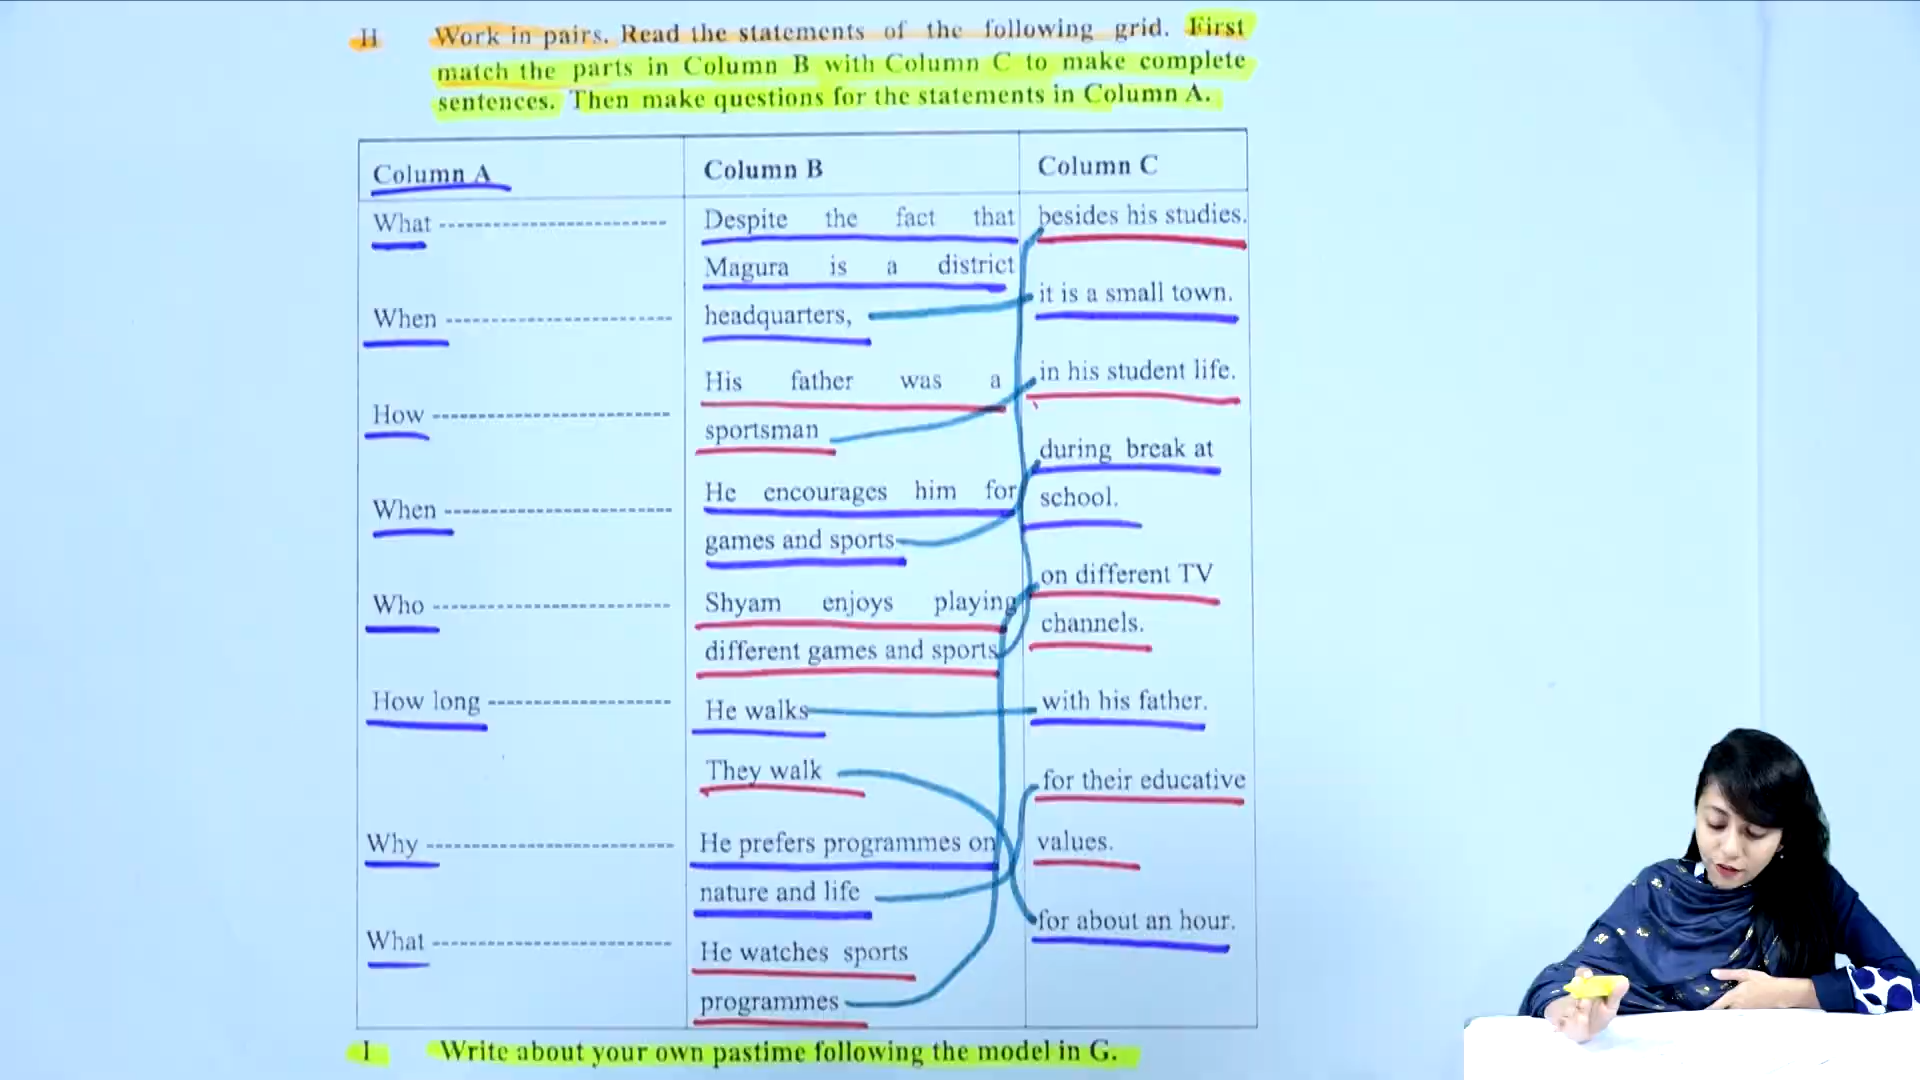 H Work in pairs. Read the statements of the following grid. First
match the parts in Column B with Column C to make complete
sentences. Then make questions for the statements in Column A.
Column A
What --------------------------
When --------------------------
How ---------------------------
When --------------------------
Who ---------------------------
How long ---------------------
Why ----------------------------
What ---------------------------
Column B
Despite the fact that
Magura is a district
headquarters,
His father was a
sportsman
He encourages him for
games and sports
Shyam enjoys playing
different games and sports
He walks
They walk
He prefers programmes on
nature and life
He watches sports
programmes
Column C
besides his studies.
it is a small town.
in his student life.
during break at
school.
on different TV
channels.
with his father.
for their educative
values.
for about an hour.
I Write about your own pastime following the model in G.